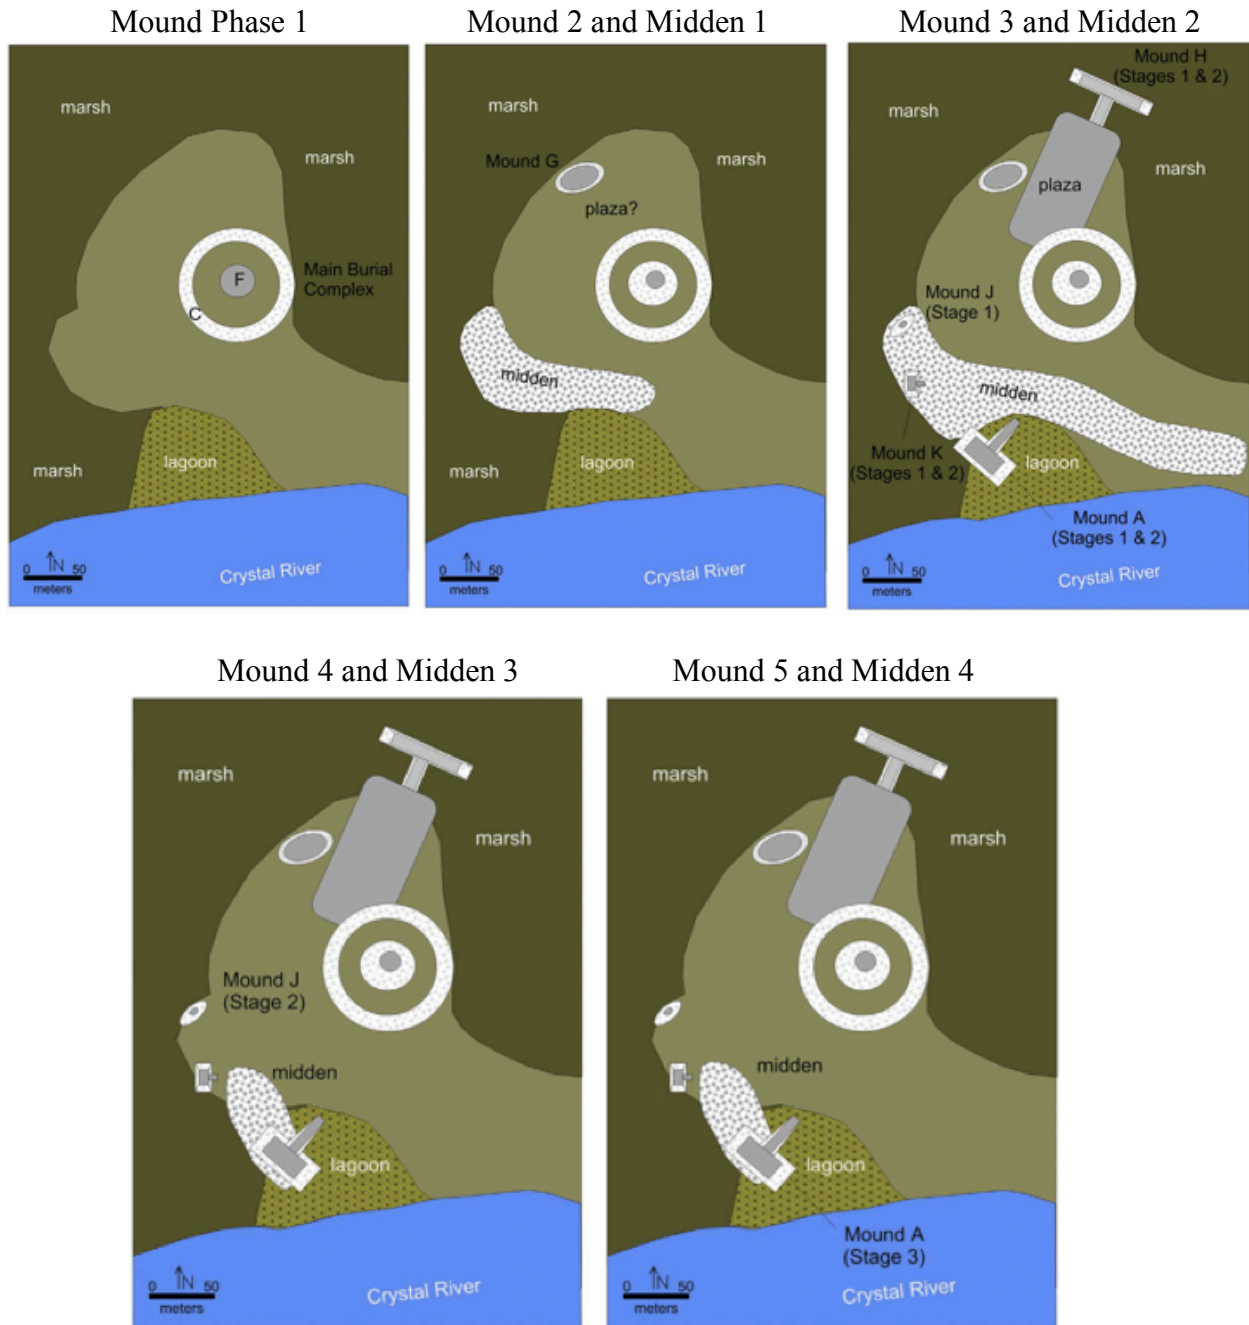 Mound Phase 1
marsh
marsh
F
Main Burial
Complex
C
marsh
lagoon
0 N 50
meters
Crystal River
Mound 2 and Midden 1
marsh
Mound G
marsh
plaza?
midden
marsh
lagoon
0 N 50
meters
Crystal River
Mound 3 and Midden 2
Mound H
(Stages 1 & 2)
marsh
marsh
plaza
Mound J
(Stage 1)
midden
Mound K
(Stages 1 & 2)
lagoon
Mound A
(Stages 1 & 2)
0 N 50
meters
Crystal River
Mound 4 and Midden 3
marsh
marsh
Mound J
(Stage 2)
midden
lagoon
0 N 50
meters
Crystal River
Mound 5 and Midden 4
marsh
marsh
midden
lagoon
Mound A
(Stage 3)
0 N 50
meters
Crystal River